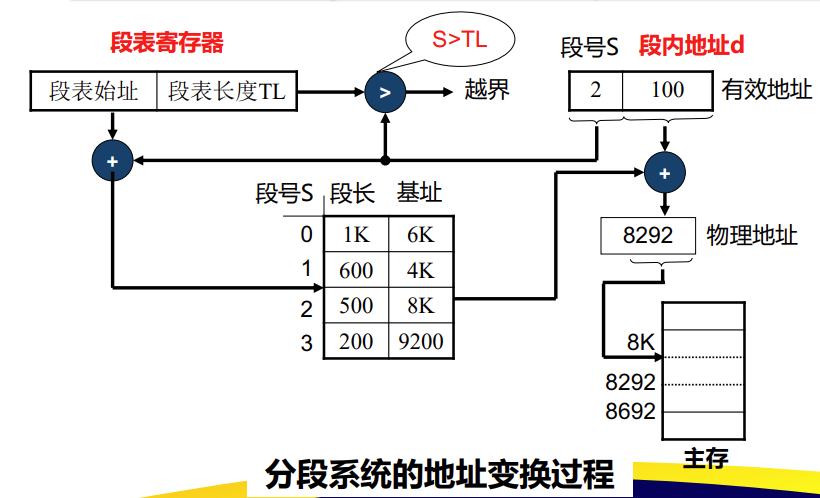 段表寄存器
S>TL
段号S 段内地址d
段表始址 段表长度TL
>
越界
2 100
有效地址
+
+
段号S 段长 基址
0 1K 6K
1 600 4K
2 500 8K
3 200 9200
8292
物理地址
8K
8292
8692
主存
分段系统的地址变换过程